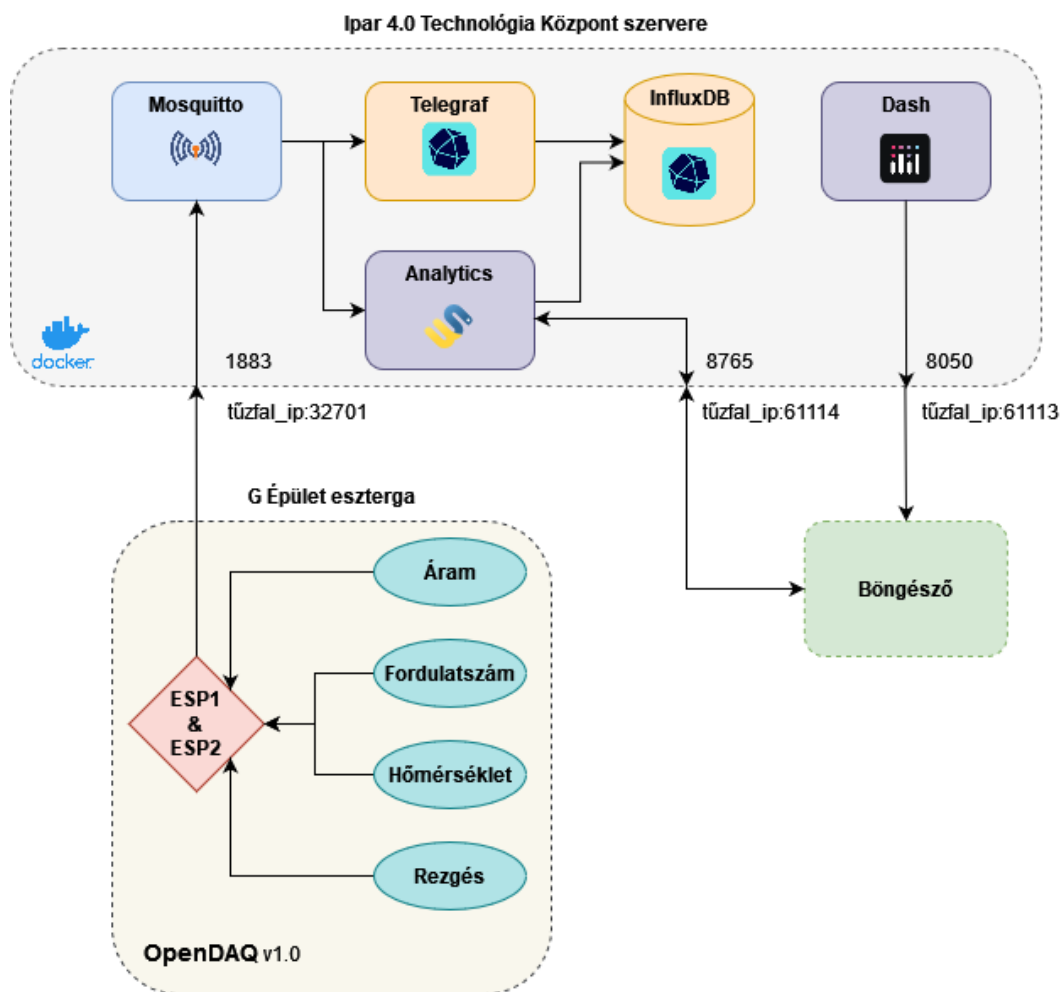 Ipar 4.0 Technológia Központ szervere
Mosquitto
Telegraf
InfluxDB
Dash
Analytics
docker
1883
8765
8050
tűzfal_ip:32701
tűzfal_ip:61114
tűzfal_ip:61113
G Épület eszterga
Áram
Fordulatszám
ESP1
&
ESP2
Hőmérséklet
Rezgés
OpenDAQ v1.0
Böngésző